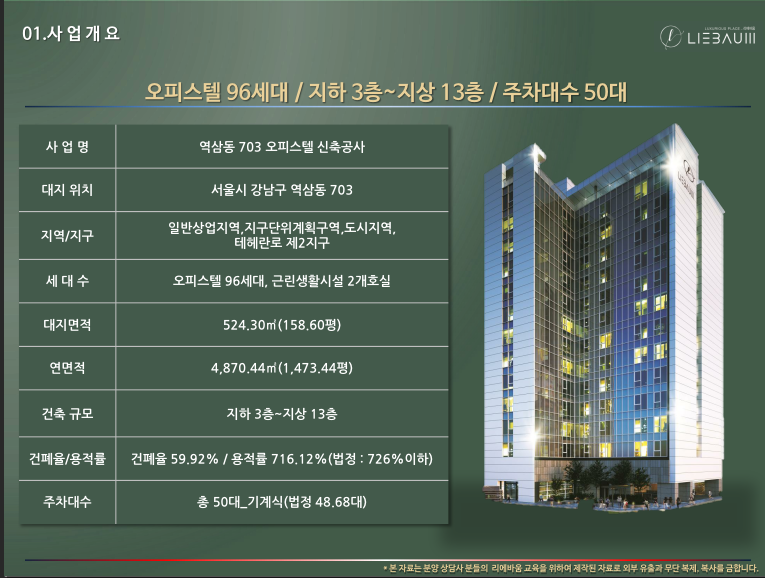 01.사 업 개 요
LUXURIOUS PLACE, 리에바움
LIEBAUM
오피스텔 96세대 / 지하 3층~지상 13층 / 주차대수 50대
사 업 명 역삼동 703 오피스텔 신축공사
대지 위치 서울시 강남구 역삼동 703
지역/지구 일반상업지역,지구단위계획구역,도시지역,
테헤란로 제2지구
세 대 수 오피스텔 96세대, 근린생활시설 2개호실
대지면적 524.30㎡(158.60평)
연면적 4,870.44㎡(1,473.44평)
건축 규모 지하 3층~지상 13층
건폐율/용적률 건폐율 59.92% / 용적률 716.12%(법정 : 726%이하)
주차대수 총 50대_기계식(법정 48.68대)
LIEBAUM
* 본 자료는 분양 상담사 분들의 리에바움 교육을 위하여 제작된 자료로 외부 유출과 무단 복제, 복사를 금합니다.